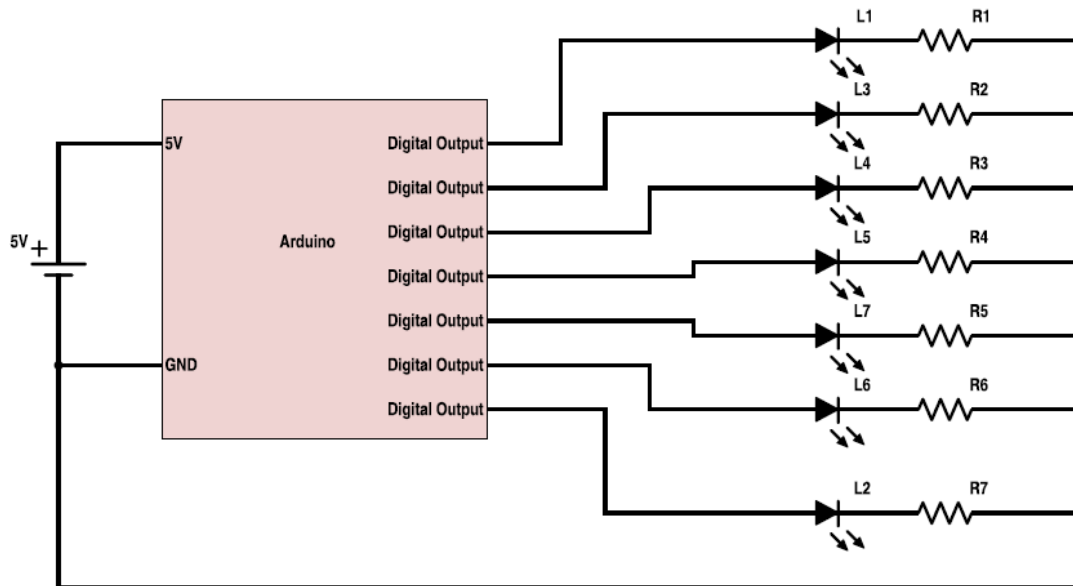 L1 R1
L3 R2
5V Digital Output
Digital Output
L4 R3
Digital Output
5V + Arduino
L5 R4
Digital Output
L7 R5
Digital Output
GND Digital Output
L6 R6
Digital Output
L2 R7